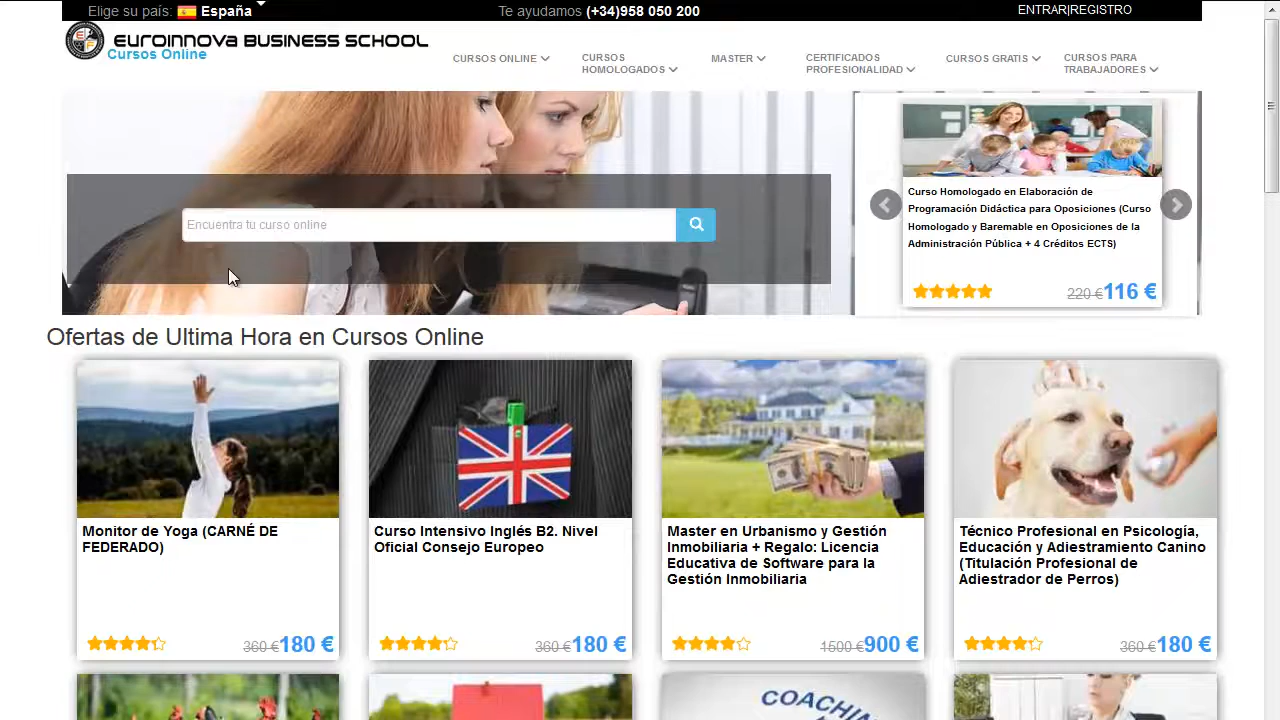 Elige su país: España
Te ayudamos (+34)958 050 200
ENTRAR|REGISTRO
EUROINNOVA BUSINESS SCHOOL
Cursos Online
CURSOS ONLINE
CURSOS
HOMOLOGADOS
MASTER
CERTIFICADOS
PROFESIONALIDAD
CURSOS GRATIS
CURSOS PARA
TRABAJADORES
Encuentra tu curso online
Curso Homologado en Elaboración de
Programación Didáctica para Oposiciones (Curso
Homologado y Baremable en Oposiciones de la
Administración Pública + 4 Créditos ECTS)
220 € 116 €
Ofertas de Ultima Hora en Cursos Online
Monitor de Yoga (CARNÉ DE
FEDERADO)
360 € 180 €
Curso Intensivo Inglés B2. Nivel
Oficial Consejo Europeo
360 € 180 €
Master en Urbanismo y Gestión
Inmobiliaria + Regalo: Licencia
Educativa de Software para la
Gestión Inmobiliaria
1500 € 900 €
Técnico Profesional en Psicología,
Educación y Adiestramiento Canino
(Titulación Profesional de
Adiestrador de Perros)
360 € 180 €